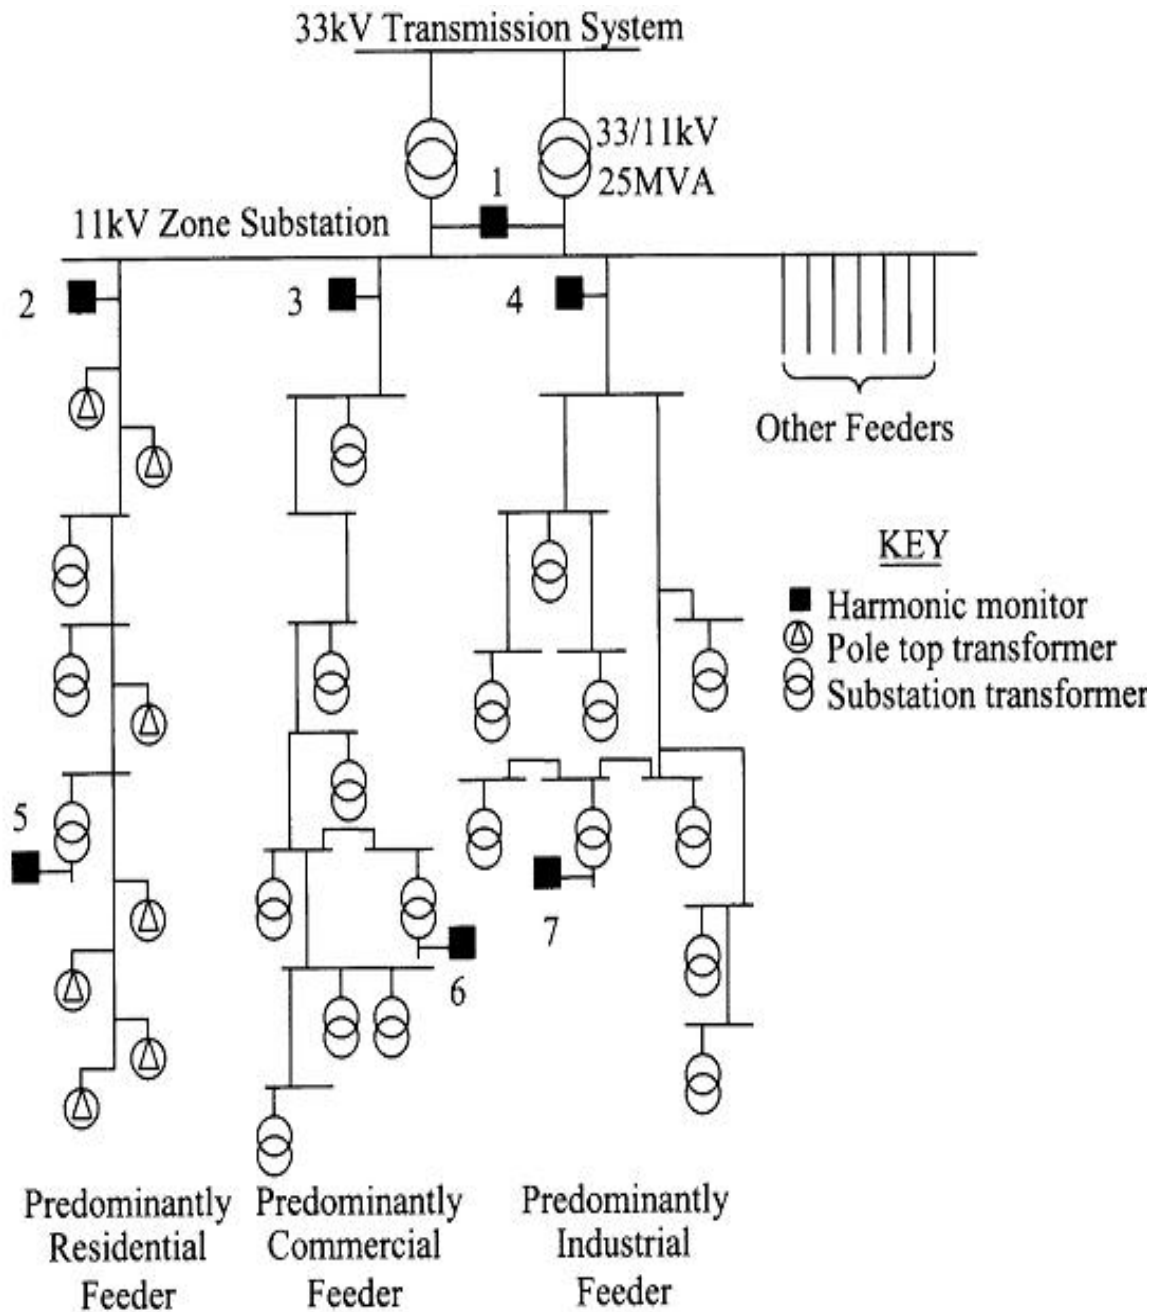 33kV Transmission System
33/11kV
25MVA
1
11kV Zone Substation
2
3
4
Other Feeders
KEY
Harmonic monitor
Pole top transformer
Substation transformer
5
6
7
Predominantly
Residential
Feeder
Predominantly
Commercial
Feeder
Predominantly
Industrial
Feeder